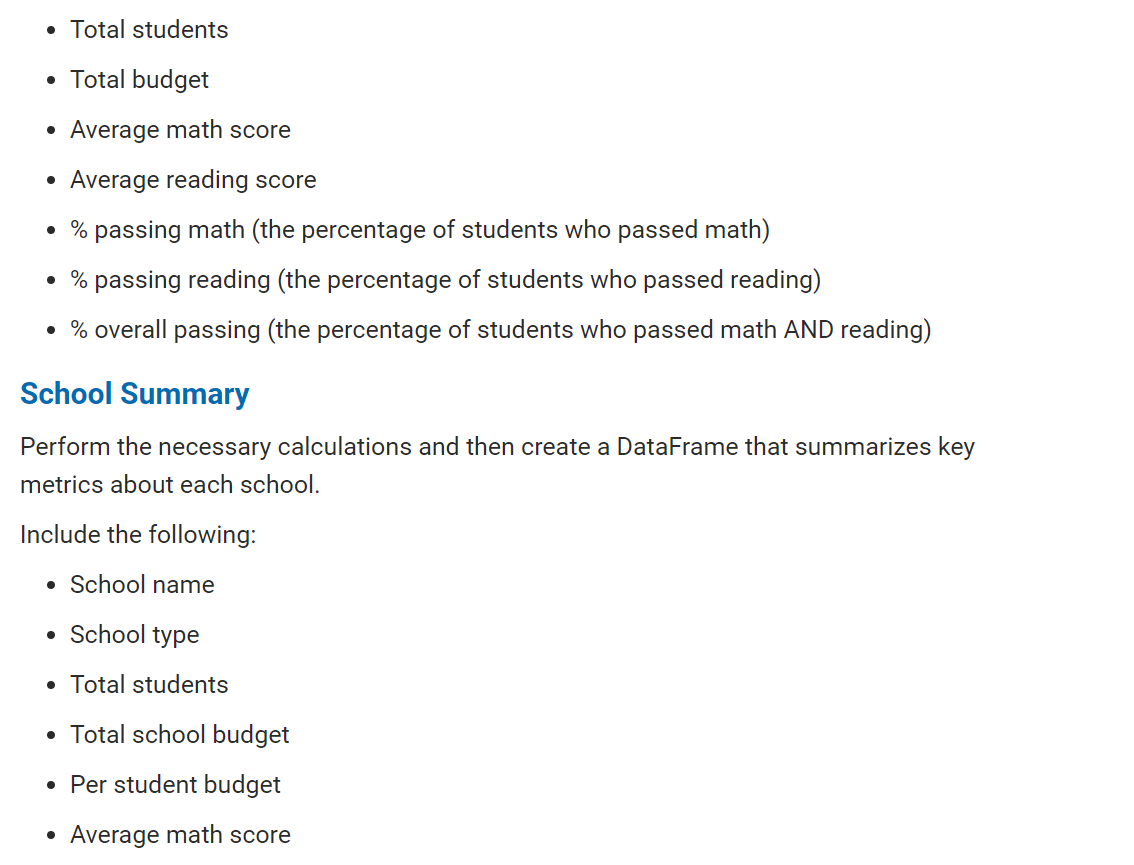 • Total students
• Total budget
• Average math score
• Average reading score
• % passing math (the percentage of students who passed math)
• % passing reading (the percentage of students who passed reading)
• % overall passing (the percentage of students who passed math AND reading)
School Summary
Perform the necessary calculations and then create a DataFrame that summarizes key
metrics about each school.
Include the following:
• School name
• School type
• Total students
• Total school budget
• Per student budget
• Average math score